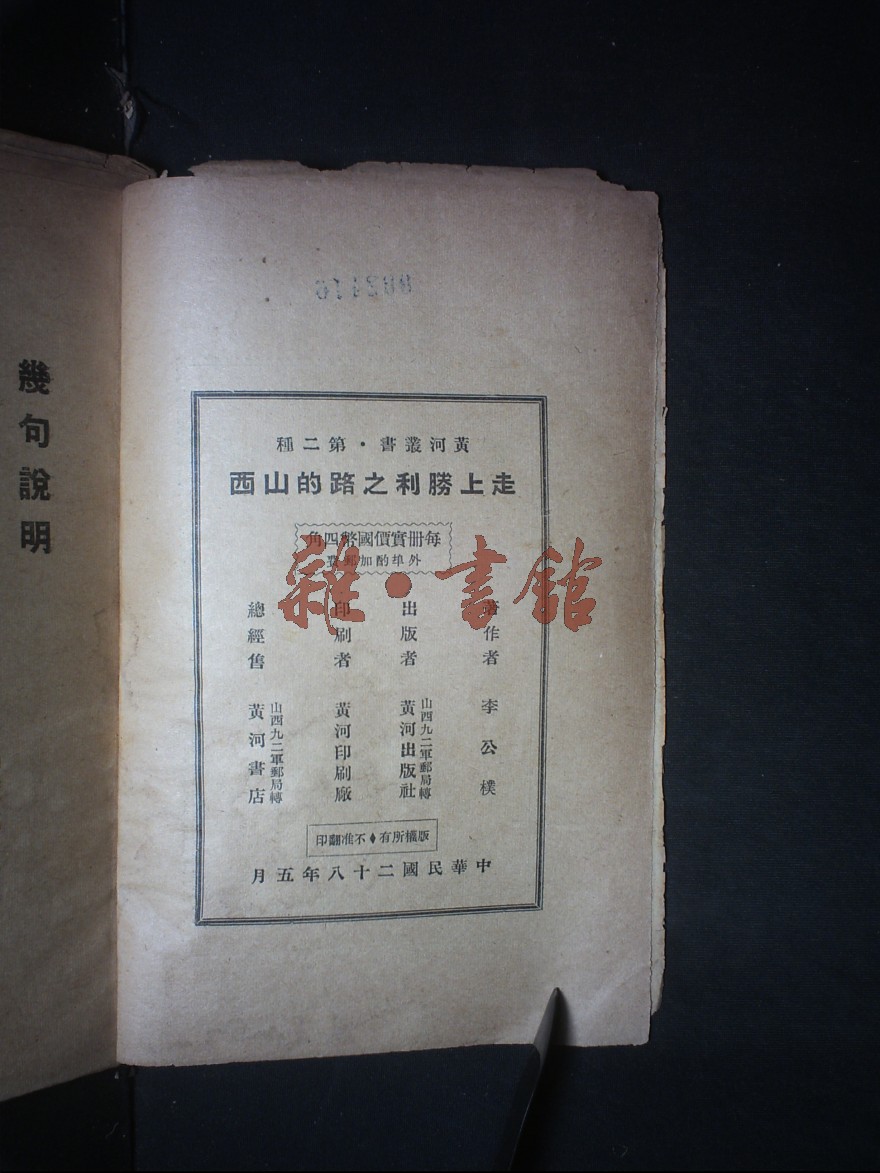 黃河叢書・第二種
走上勝利之路的山西
每冊實價國幣四角
外埠酌加郵費
著作者 李公樸
出版者 山西九二軍郵局轉 黃河出版社
印刷者 黃河印刷廠
總經售 山西九二軍郵局轉 黃河書店
版權所有♦不准翻印
中華民國二十八年五月
幾句說明
雜・書館